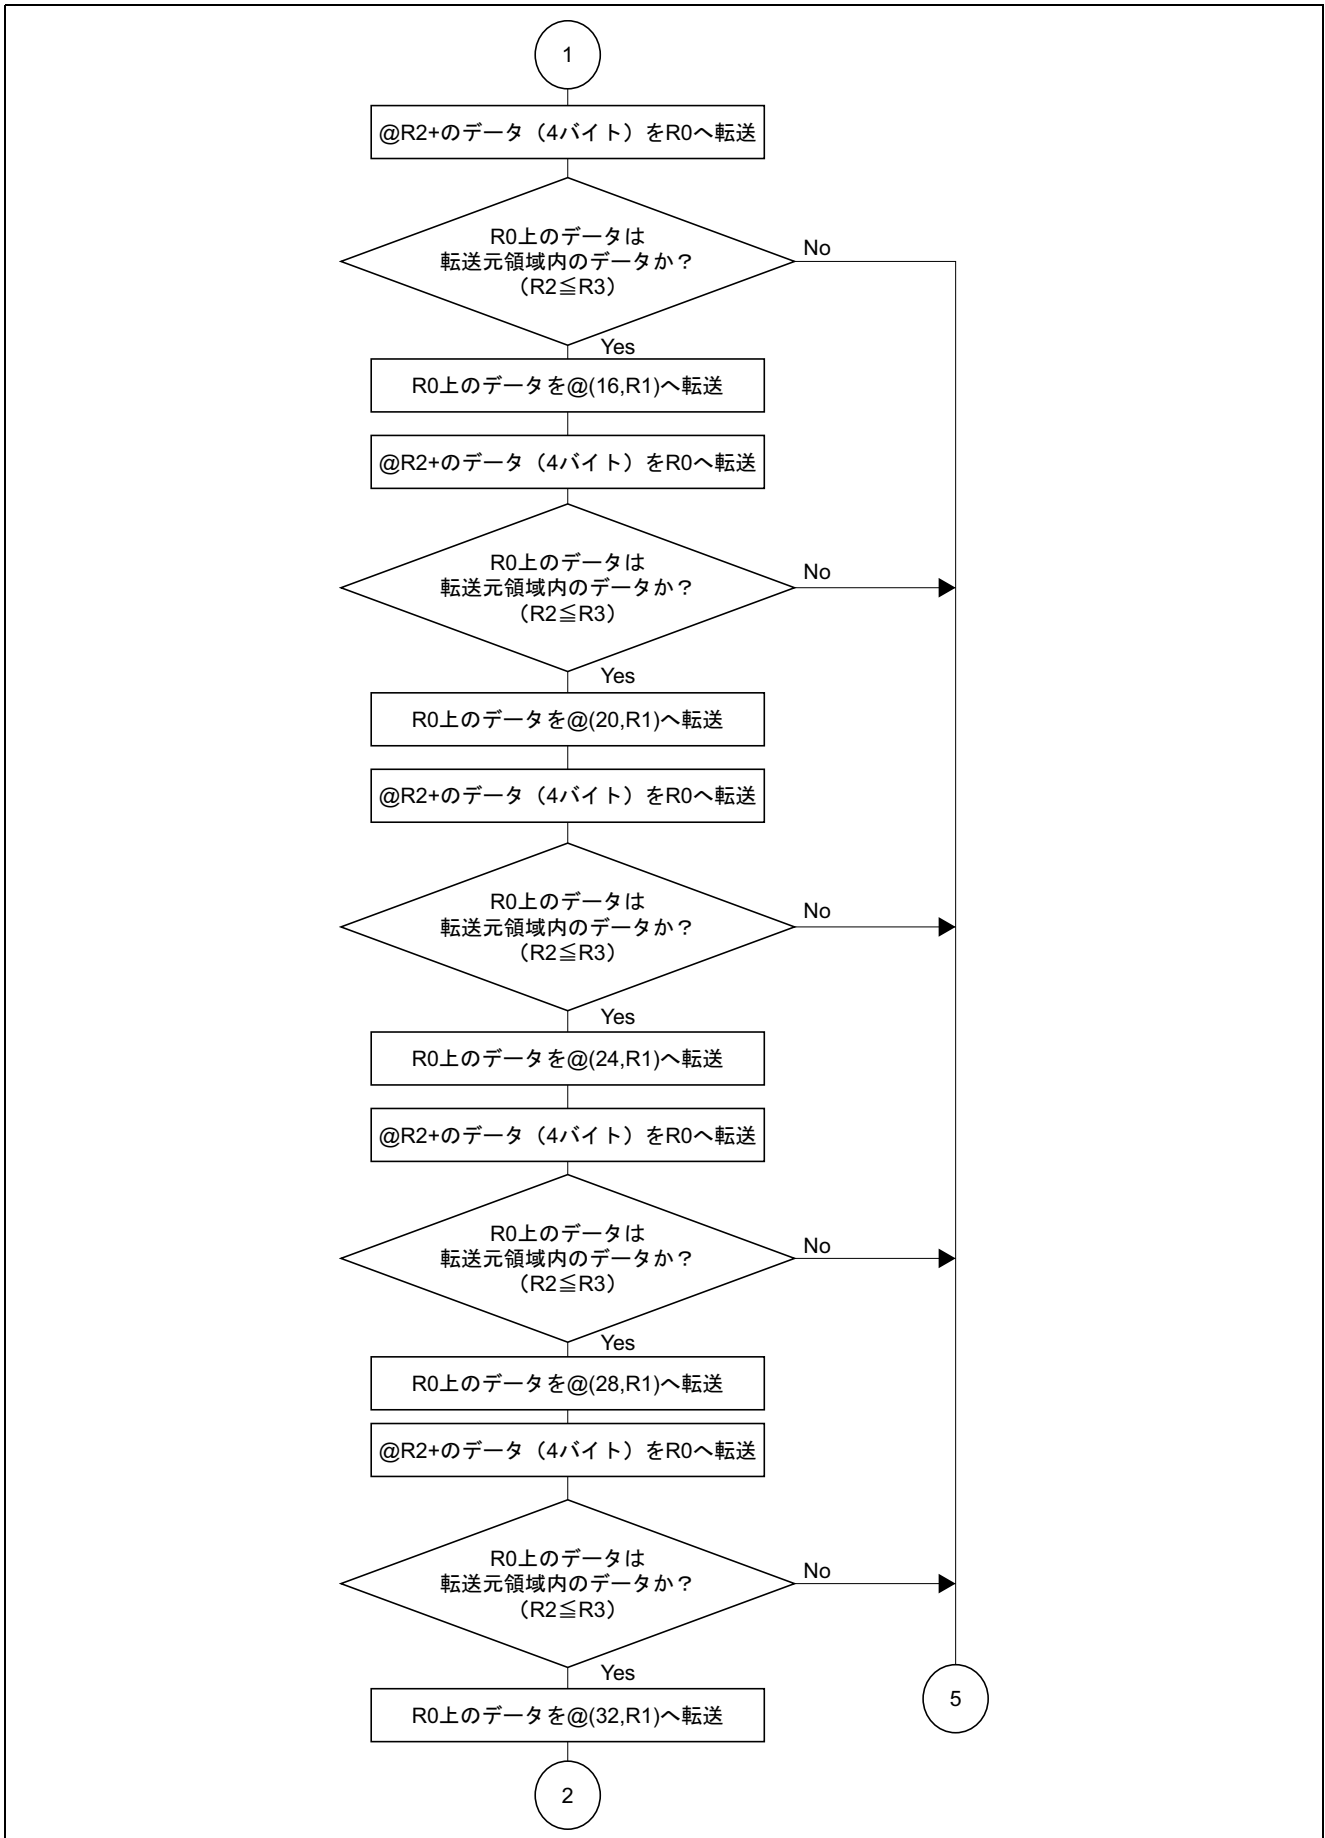 1
@R2+のデータ（4バイト）をR0へ転送
R0上のデータは
転送元領域内のデータか？
（R2≦R3）
No
Yes
R0上のデータを@(16,R1)へ転送
@R2+のデータ（4バイト）をR0へ転送
R0上のデータは
転送元領域内のデータか？
（R2≦R3）
No
Yes
R0上のデータを@(20,R1)へ転送
@R2+のデータ（4バイト）をR0へ転送
R0上のデータは
転送元領域内のデータか？
（R2≦R3）
No
Yes
R0上のデータを@(24,R1)へ転送
@R2+のデータ（4バイト）をR0へ転送
R0上のデータは
転送元領域内のデータか？
（R2≦R3）
No
Yes
R0上のデータを@(28,R1)へ転送
@R2+のデータ（4バイト）をR0へ転送
R0上のデータは
転送元領域内のデータか？
（R2≦R3）
No
Yes
R0上のデータを@(32,R1)へ転送
5
2